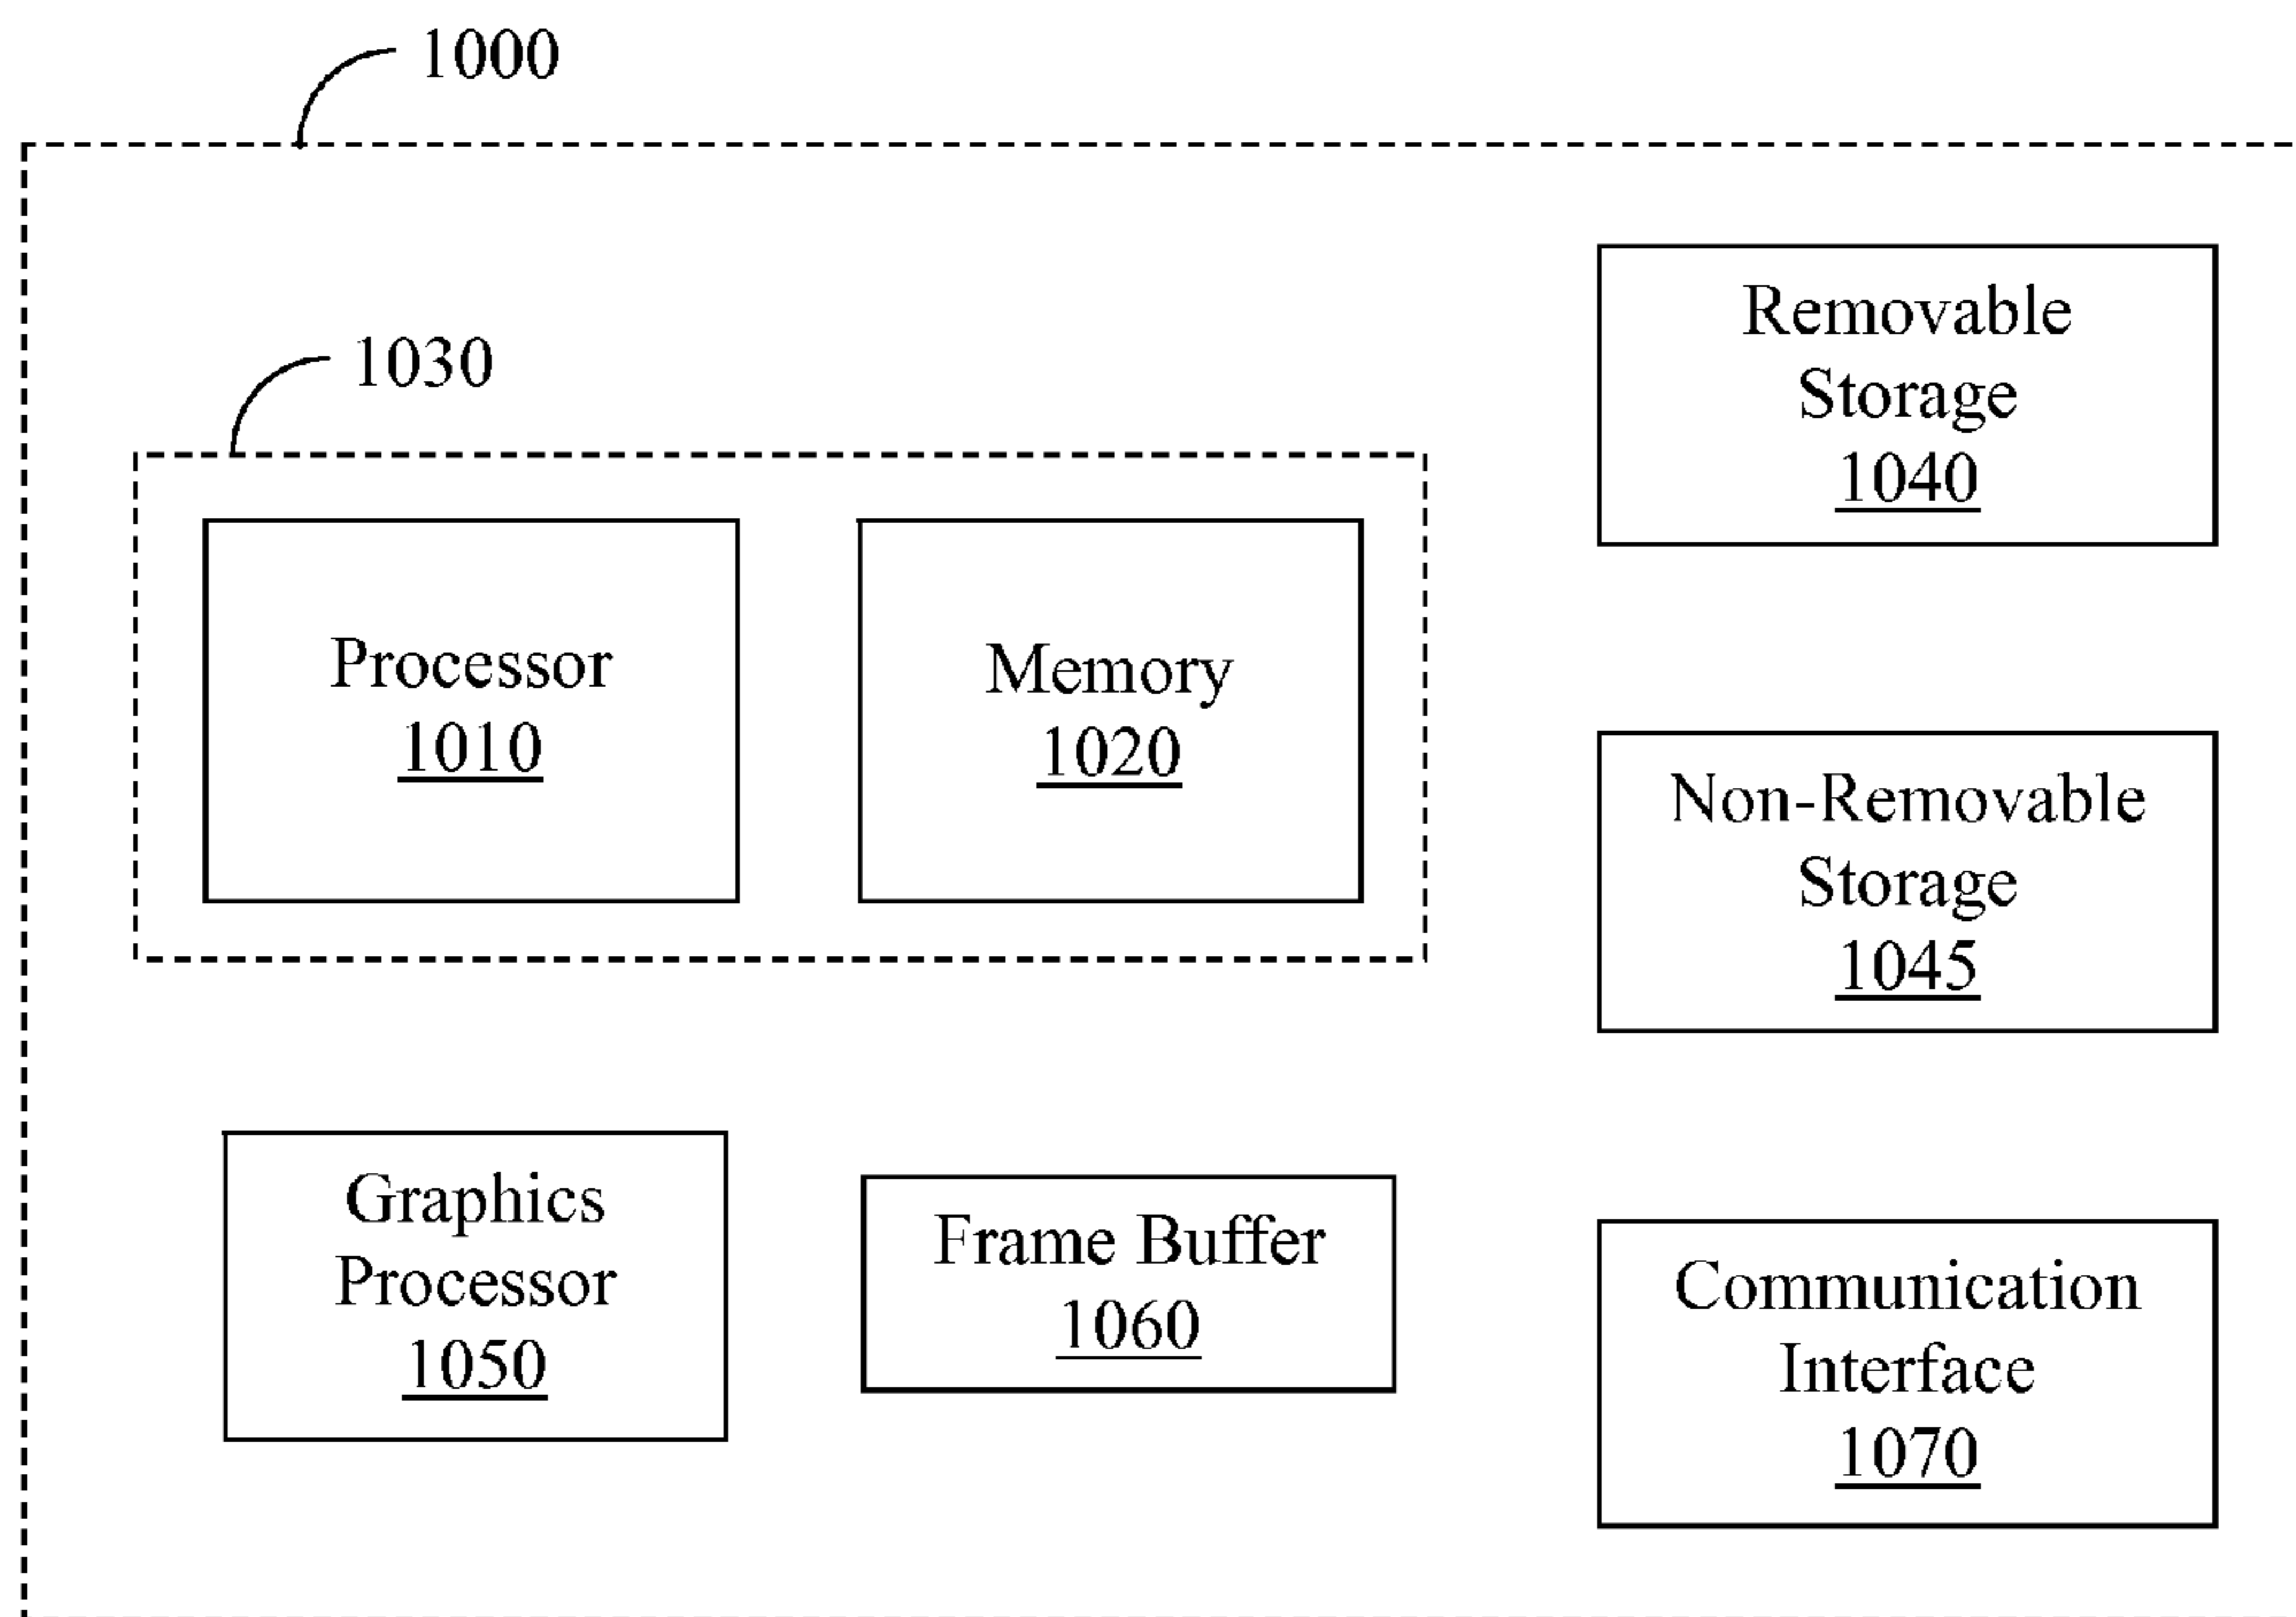 1000
1030
Processor
1010
Memory
1020
Removable
Storage
1040
Non-Removable
Storage
1045
Graphics
Processor
1050
Frame Buffer
1060
Communication
Interface
1070